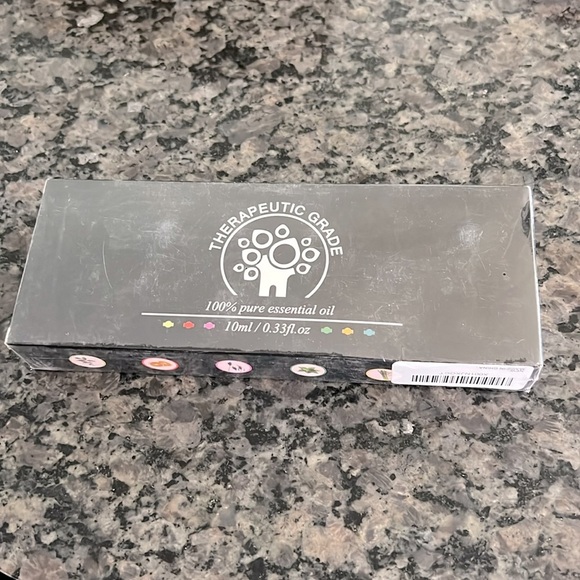 THERAPEUTIC GRADE
100% pure essential oil
10ml / 0.33fl.oz